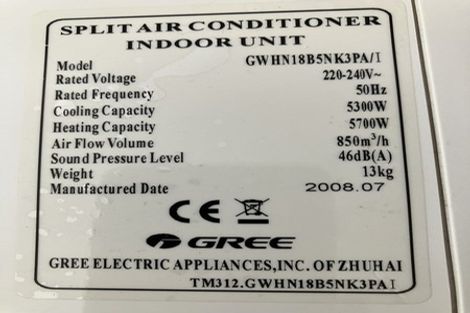 SPLIT AIR CONDITIONER
INDOOR UNIT
Model GWHN18B5NK3PA/I
Rated Voltage 220-240V~
Rated Frequency 50Hz
Cooling Capacity 5300W
Heating Capacity 5700W
Air Flow Volume 850m³/h
Sound Pressure Level 46dB(A)
Weight 13kg
Manufactured Date 2008.07
CE
GREE
GREE ELECTRIC APPLIANCES,INC.OF ZHUHAI
TM312.GWHN18B5NK3PAI